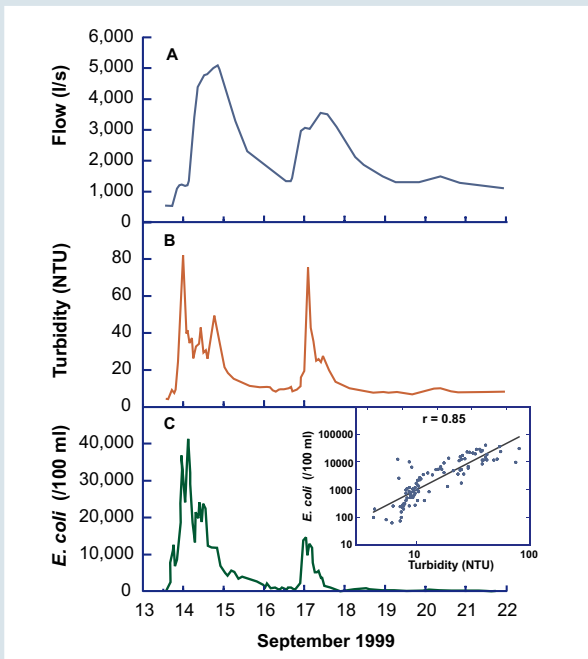 A
Flow (l/s)
6,000
5,000
4,000
3,000
2,000
1,000
0
B
Turbidity (NTU)
80
60
40
20
0
C
E. coli (/100 ml)
40,000
30,000
20,000
10,000
0
r = 0.85
E. coli (/100 ml)
100000
10000
1000
100
10
10 100
Turbidity (NTU)
13 14 15 16 17 18 19 20 21 22
September 1999